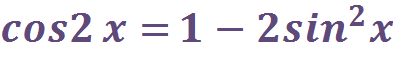 cos2 x = 1 − 2sin²x